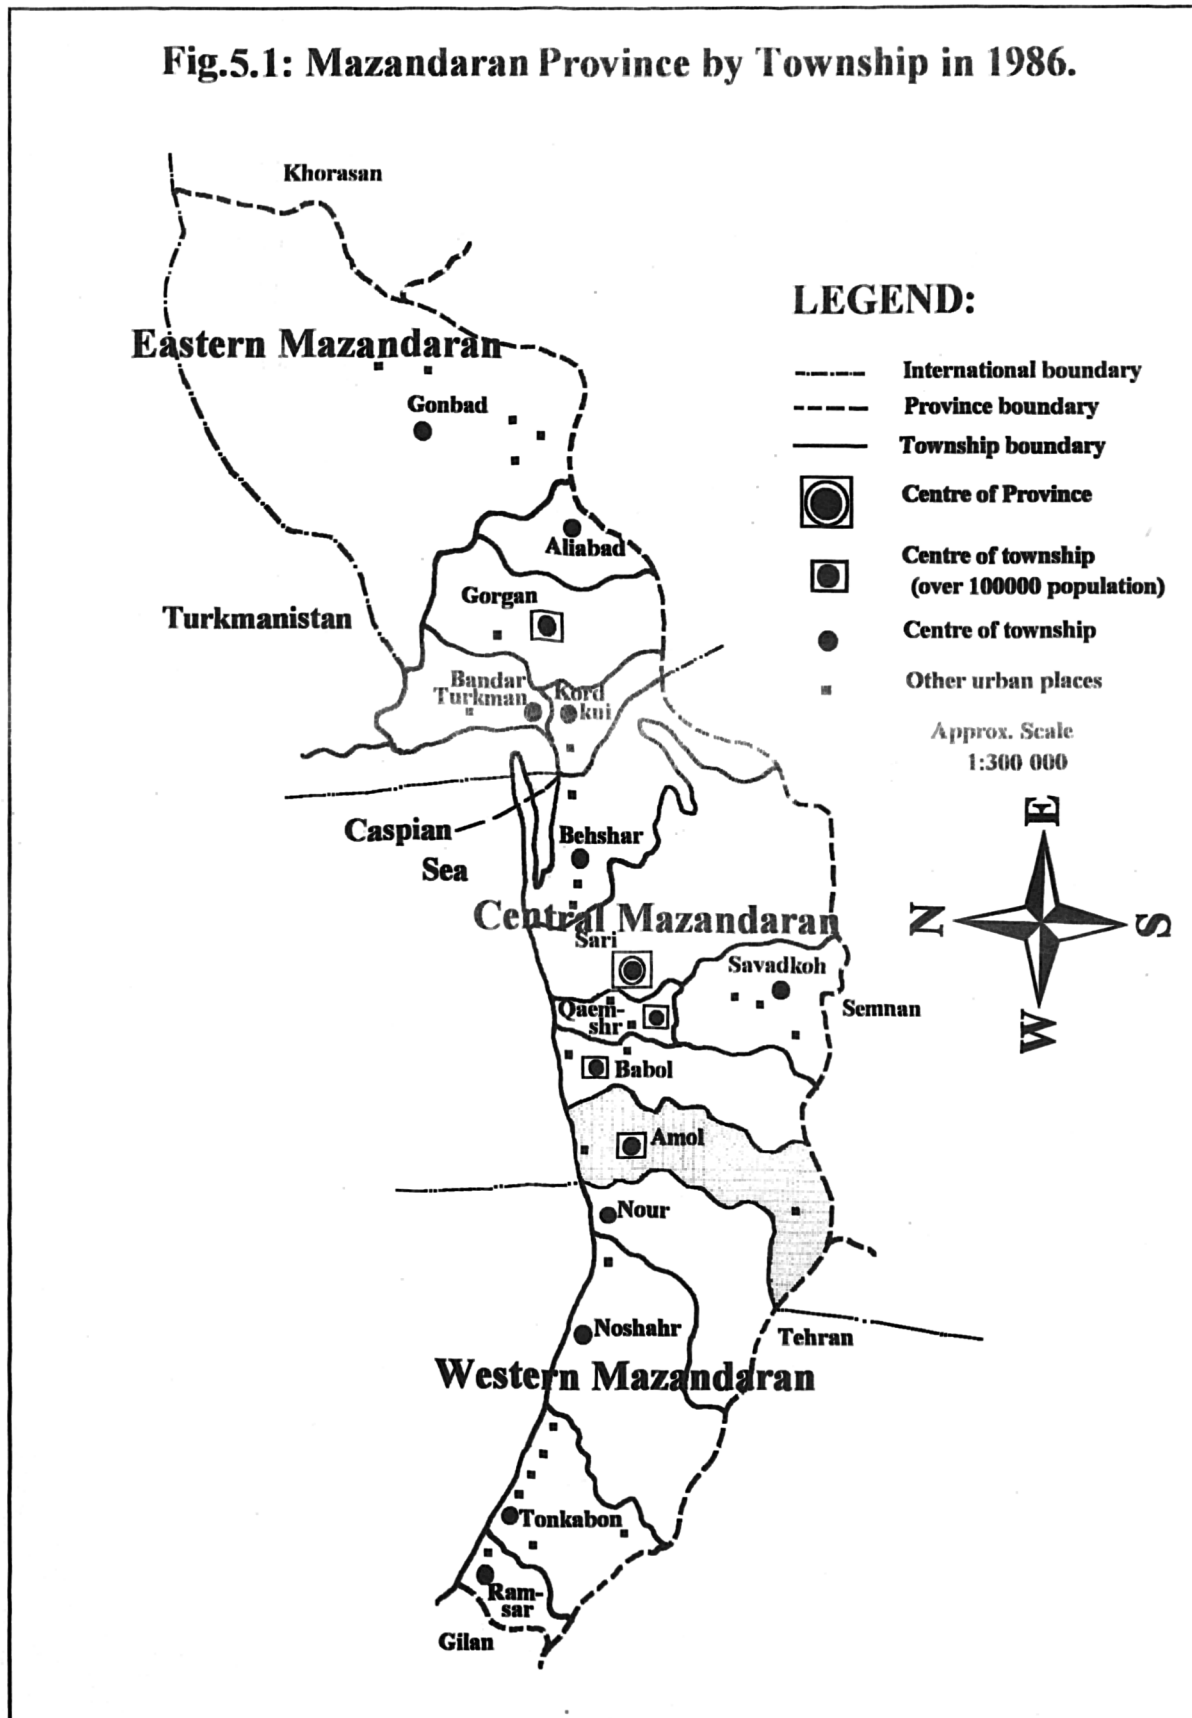 Fig.5.1: Mazandaran Province by Township in 1986.
Khorasan
LEGEND:
Eastern Mazandaran
International boundary
Gonbad
Province boundary
Township boundary
Centre of Province
Aliabad
Centre of township
(over 100000 population)
Gorgan
Turkmanistan
Centre of township
Bandar
Turkman
Kord
kui
Other urban places
Approx. Scale
1:300 000
E
Caspian
Sea
Behshar
Central Mazandaran
N
S
Sari
Savadkoh
Qaem-
shr
Semnan
W
Babol
Amol
Nour
Noshahr
Tehran
Western Mazandaran
Tonkabon
Ram-
sar
Gilan